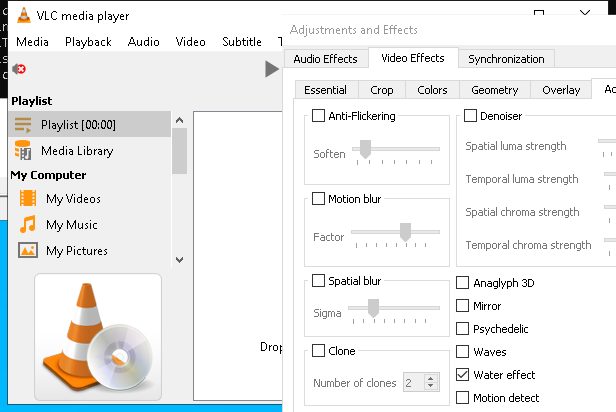 VLC media player
Media Playback Audio Video Subtitle T
Playlist
Playlist [00:00]
Media Library
My Computer
My Videos
My Music
My Pictures
Drop
Adjustments and Effects
Audio Effects Video Effects Synchronization
Essential Crop Colors Geometry Overlay
Anti-Flickering
Soften
Motion blur
Factor
Spatial blur
Sigma
Clone
Number of clones 2
Denoiser
Spatial luma strength
Temporal luma strength
Spatial chroma strength
Temporal chroma strength
Anaglyph 3D
Mirror
Psychedelic
Waves
Water effect
Motion detect